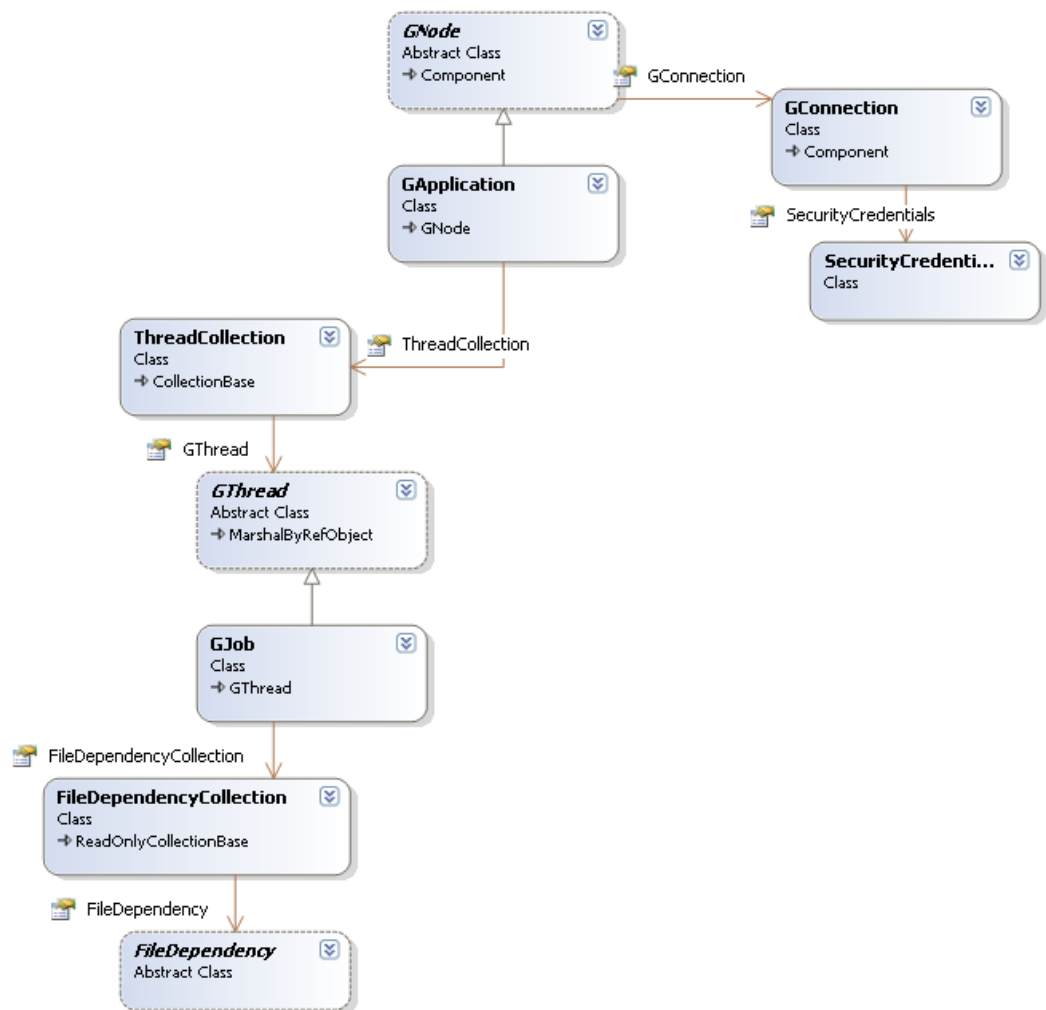 GNode
Abstract Class
Component
GConnection
GConnection
Class
Component
GApplication
Class
GNode
SecurityCredentials
SecurityCredenti...
Class
ThreadCollection
ThreadCollection
Class
CollectionBase
GThread
GThread
Abstract Class
MarshalByRefObject
GJob
Class
GThread
FileDependencyCollection
FileDependencyCollection
Class
ReadOnlyCollectionBase
FileDependency
FileDependency
Abstract Class